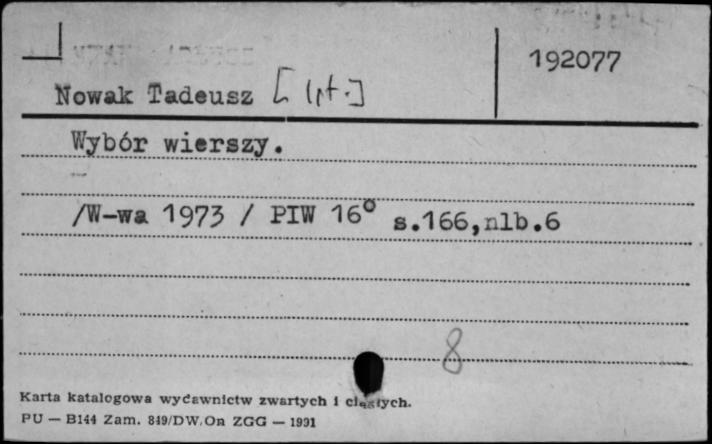 192077
Nowak Tadeusz
Wybór wierszy.
/W-wa 1973 / PIW 16° s.166,nlb.6
8
Karta katalogowa wydawnictw zwartych i ciągłych.
PU — B144 Zam. 849/DW/On ZGG — 1991